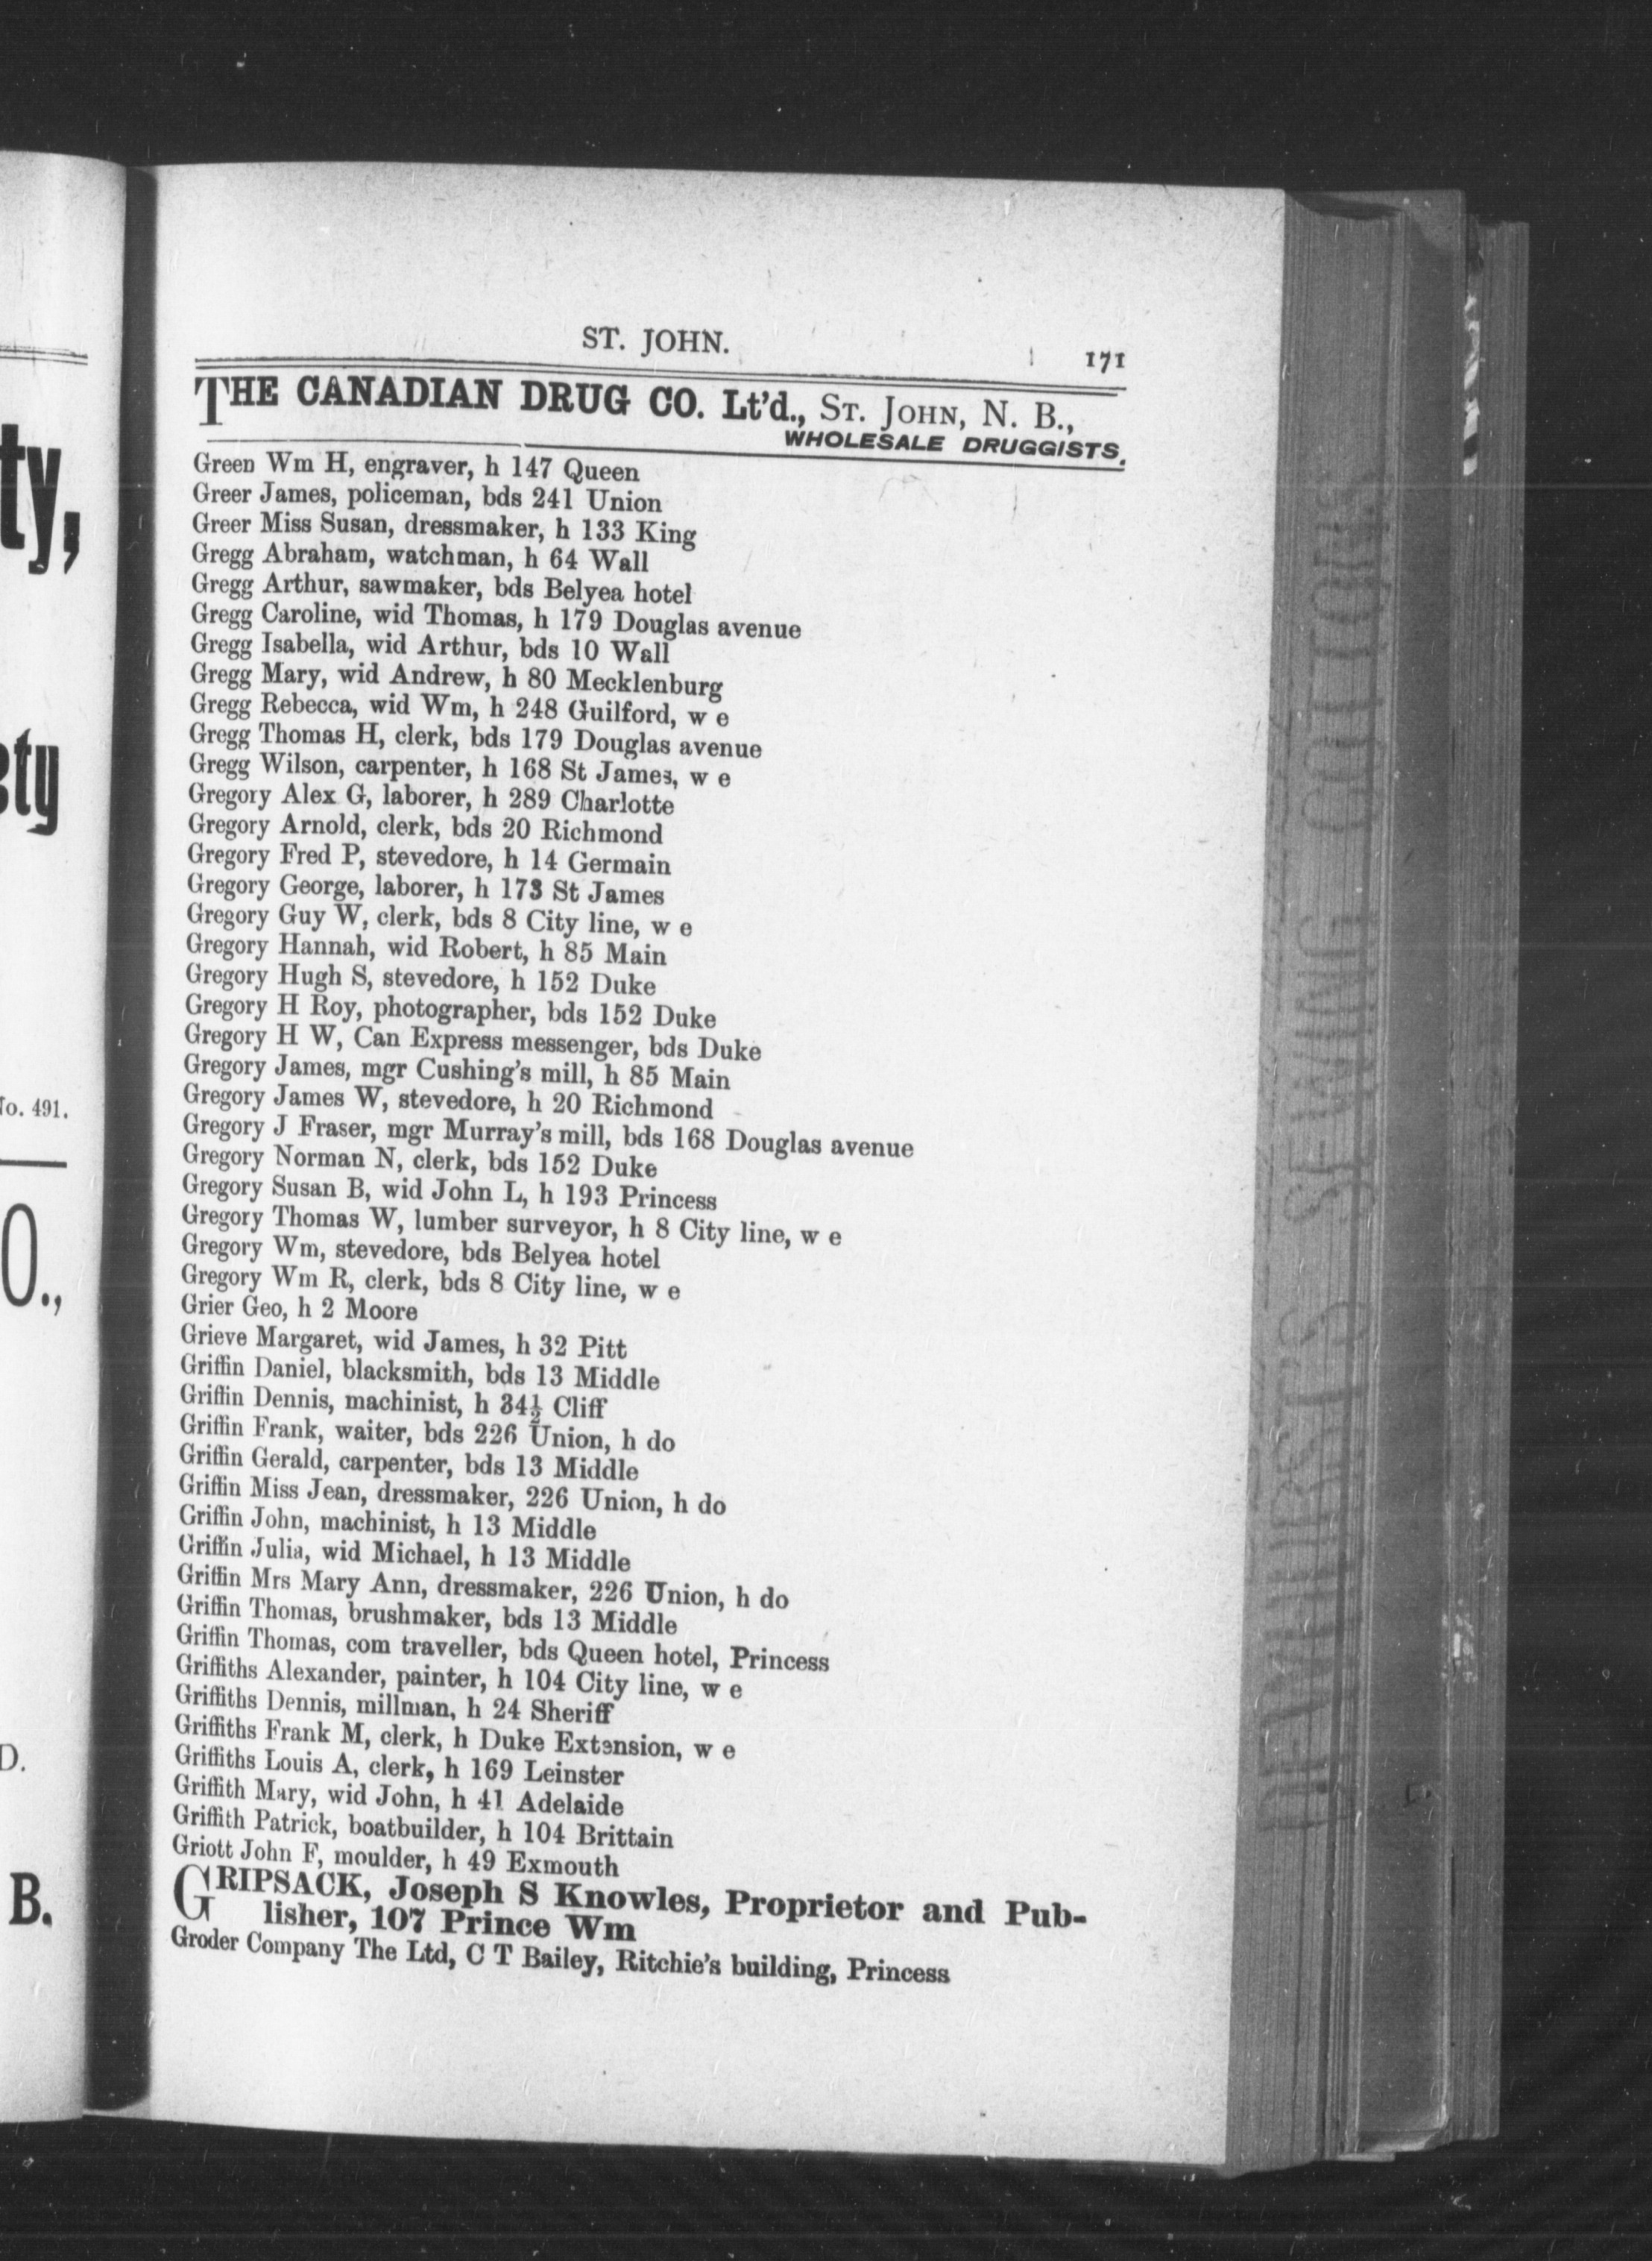 ST. JOHN.
171
THE CANADIAN DRUG CO. Lt'd., ST. JOHN, N. B.,
WHOLESALE DRUGGISTS.
Green Wm H, engraver, h 147 Queen
Greer James, policeman, bds 241 Union
Greer Miss Susan, dressmaker, h 133 King
Gregg Abraham, watchman, h 64 Wall
Gregg Arthur, sawmaker, bds Belyea hotel
Gregg Caroline, wid Thomas, h 179 Douglas avenue
Gregg Isabella, wid Arthur, bds 10 Wall
Gregg Mary, wid Andrew, h 80 Mecklenburg
Gregg Rebecca, wid Wm, h 248 Guilford, w e
Gregg Thomas H, clerk, bds 179 Douglas avenue
Gregg Wilson, carpenter, h 168 St James, w e
Gregory Alex G, laborer, h 289 Charlotte
Gregory Arnold, clerk, bds 20 Richmond
Gregory Fred P, stevedore, h 14 Germain
Gregory George, laborer, h 173 St James
Gregory Guy W, clerk, bds 8 City line, w e
Gregory Hannah, wid Robert, h 85 Main
Gregory Hugh S, stevedore, h 152 Duke
Gregory H Roy, photographer, bds 152 Duke
Gregory H W, Can Express messenger, bds Duke
Gregory James, mgr Cushing's mill, h 85 Main
Gregory James W, stevedore, h 20 Richmond
Gregory J Fraser, mgr Murray's mill, bds 168 Douglas avenue
Gregory Norman N, clerk, bds 152 Duke
Gregory Susan B, wid John L, h 193 Princess
Gregory Thomas W, lumber surveyor, h 8 City line, w e
Gregory Wm, stevedore, bds Belyea hotel
Gregory Wm R, clerk, bds 8 City line, w e
Grier Geo, h 2 Moore
Grieve Margaret, wid James, h 32 Pitt
Griffin Daniel, blacksmith, bds 13 Middle
Griffin Dennis, machinist, h 34½ Cliff
Griffin Frank, waiter, bds 226 Union, h do
Griffin Gerald, carpenter, bds 13 Middle
Griffin Miss Jean, dressmaker, 226 Union, h do
Griffin John, machinist, h 13 Middle
Griffin Julia, wid Michael, h 13 Middle
Griffin Mrs Mary Ann, dressmaker, 226 Union, h do
Griffin Thomas, brushmaker, bds 13 Middle
Griffin Thomas, com traveller, bds Queen hotel, Princess
Griffiths Alexander, painter, h 104 City line, w e
Griffiths Dennis, millman, h 24 Sheriff
Griffiths Frank M, clerk, h Duke Extension, w e
Griffiths Louis A, clerk, h 169 Leinster
Griffith Mary, wid John, h 41 Adelaide
Griffith Patrick, boatbuilder, h 104 Brittain
Griott John F, moulder, h 49 Exmouth
GRIPSACK, Joseph S Knowles, Proprietor and Pub-
lisher, 107 Prince Wm
Groder Company The Ltd, C T Bailey, Ritchie's building, Princess
ty,
ty
No. 491.
O.,
D.
B.
SEWING COTTONS